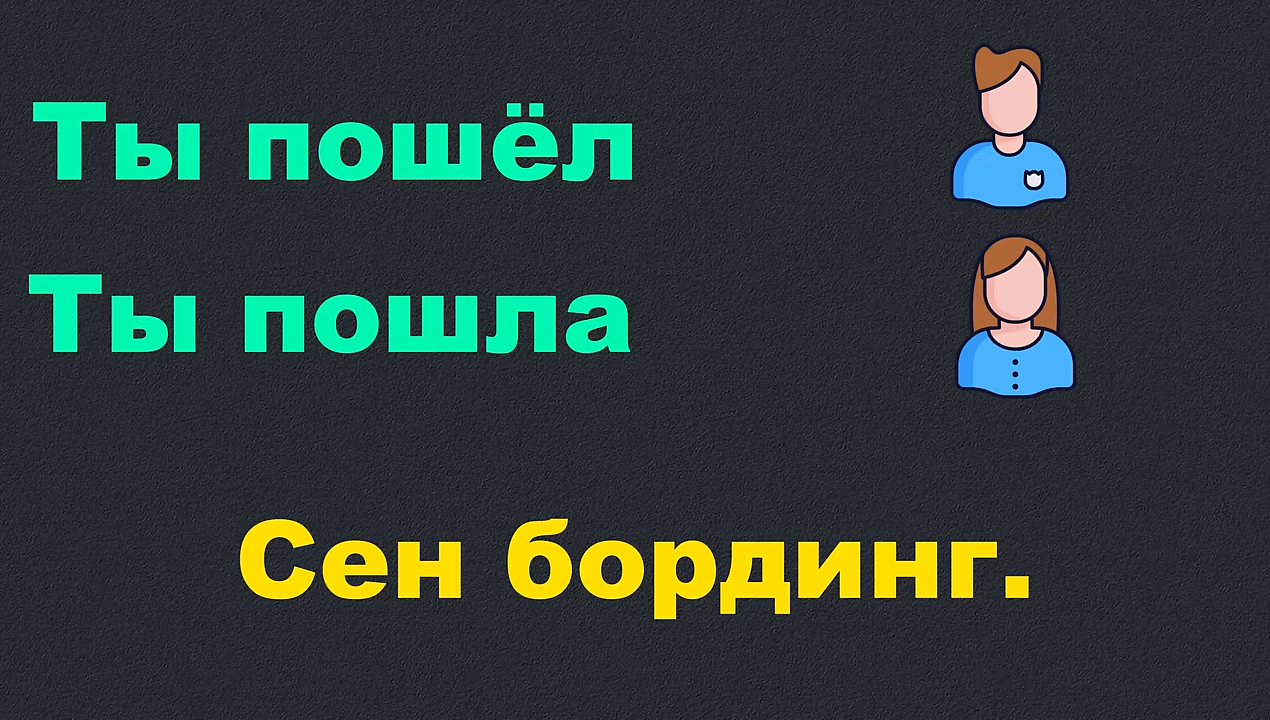 Ты пошёл
Ты пошла
Сен бординг.